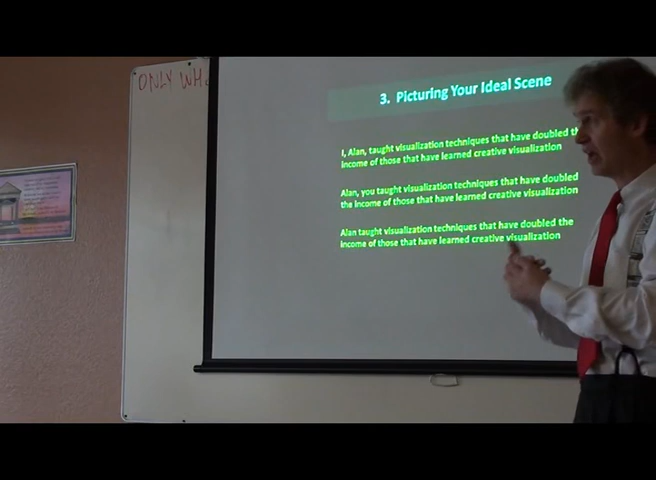 ONLY WH
3. Picturing Your Ideal Scene
I, Alan, taught visualization techniques that have doubled th
income of those that have learned creative visualization
Alan, you taught visualization techniques that have doubled
the income of those that have learned creative visualization
Alan taught visualization techniques that have doubled the
income of those that have learned creative visualization